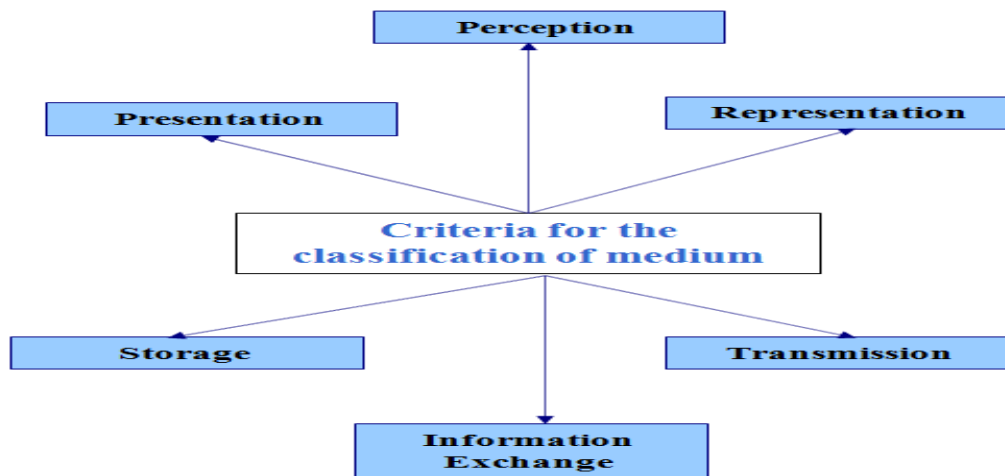 Perception
Presentation
Representation
Criteria for the
classification of medium
Storage
Transmission
Information
Exchange